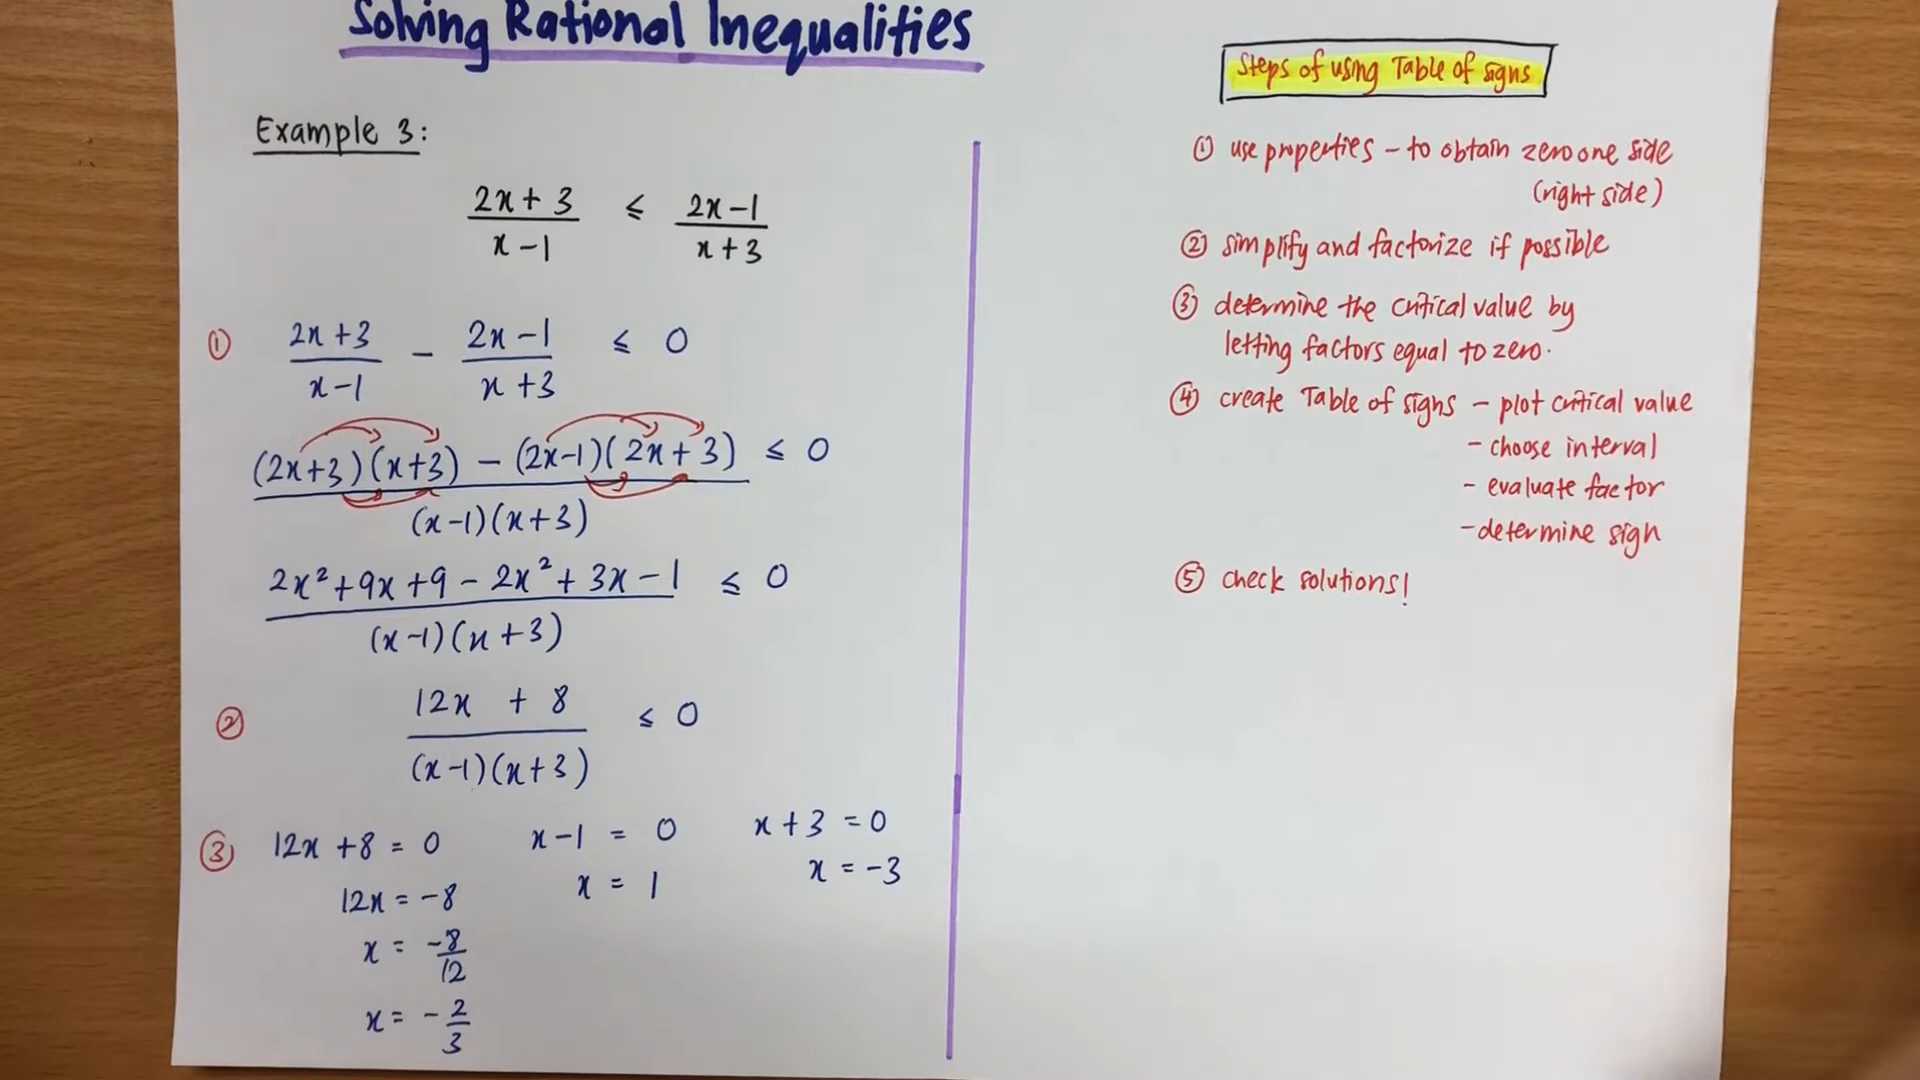 Solving Rational Inequalities
Example 3:
2x + 3 / x - 1 ≤ 2x - 1 / x + 3
① 2x + 3 / x - 1 - 2x - 1 / x + 3 ≤ 0
(2x+3)(x+3) - (2x-1)(2x+3) / (x-1)(x+3) ≤ 0
2x² + 9x + 9 - 2x² + 3x - 1 / (x-1)(x+3) ≤ 0
② 12x + 8 / (x-1)(x+3) ≤ 0
③ 12x + 8 = 0 x - 1 = 0 x + 3 = 0
12x = -8 x = 1 x = -3
x = -8/12
x = -2/3
Steps of using Table of signs
① use properties - to obtain zero one side
(right side)
② simplify and factorize if possible
③ determine the critical value by
letting factors equal to zero.
④ create Table of signs - plot critical value
- choose interval
- evaluate factor
- determine sign
⑤ check solutions!